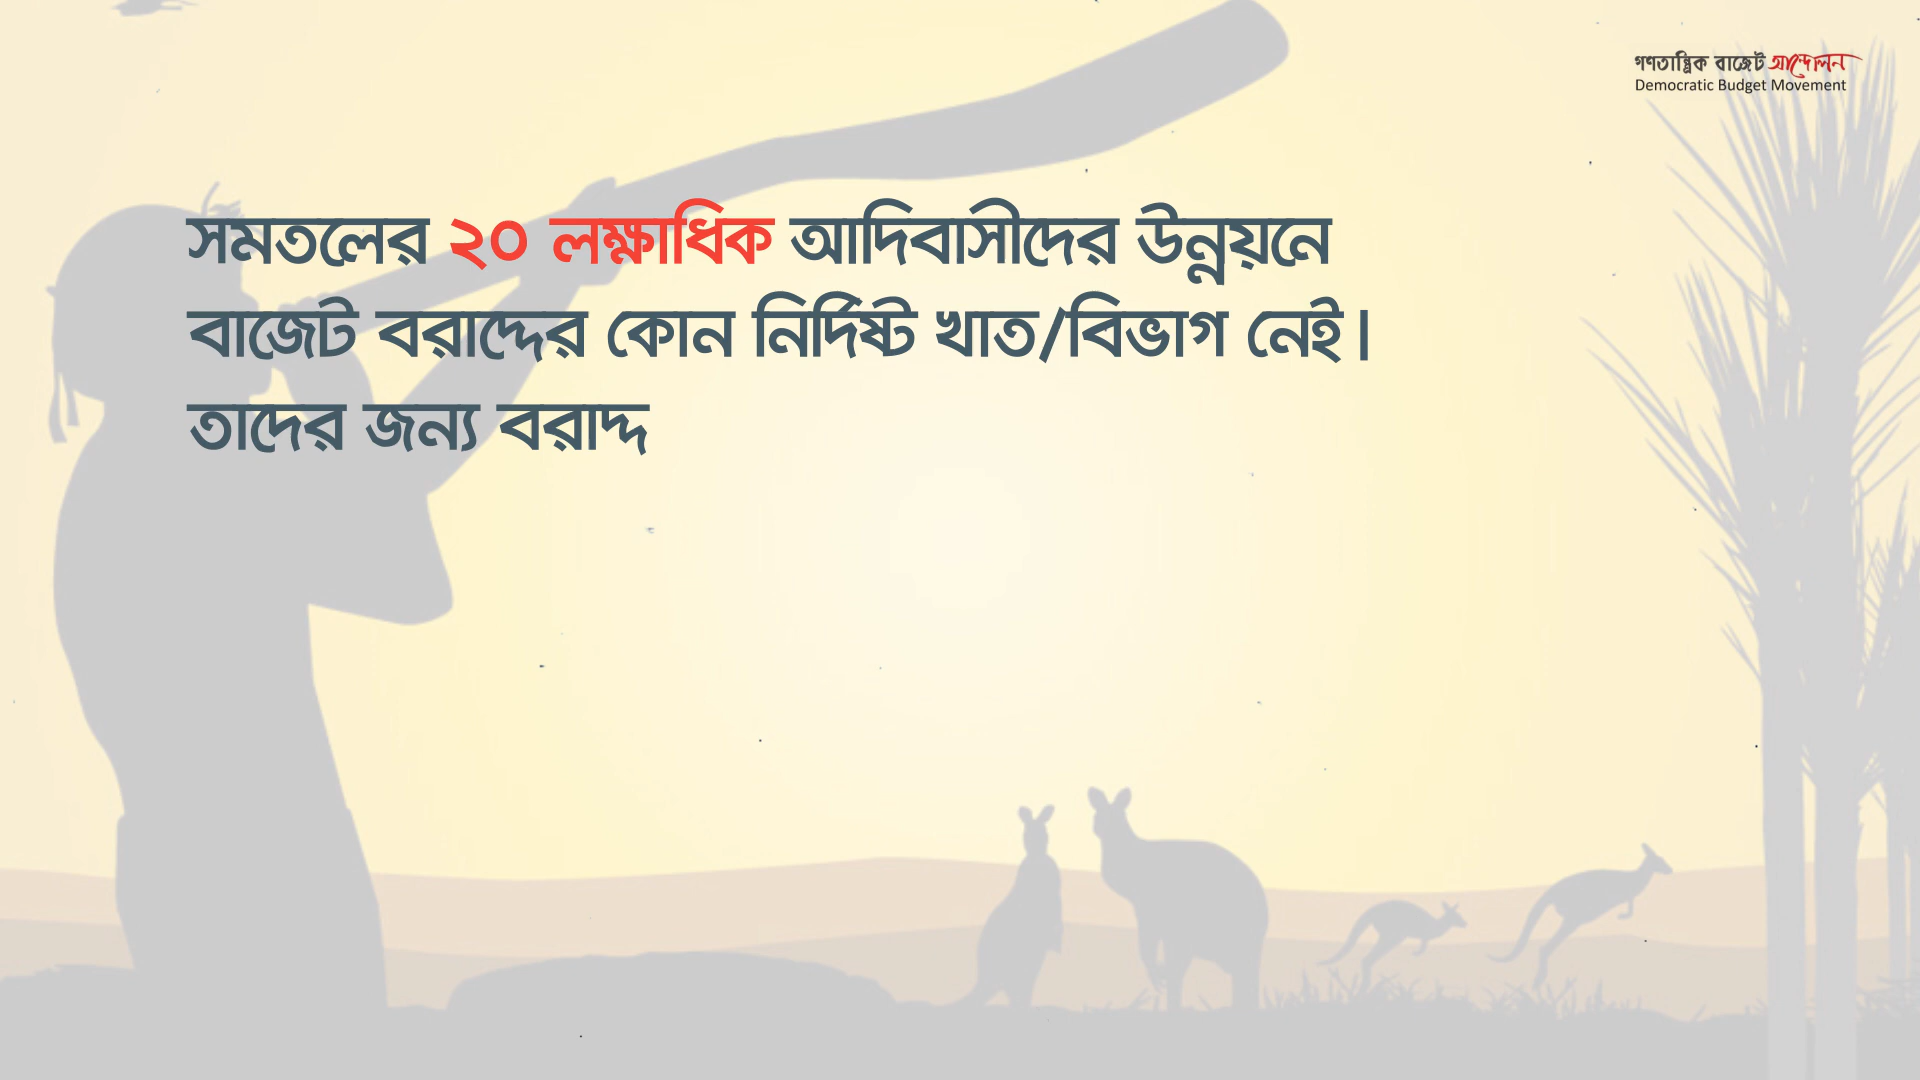 গণতান্ত্রিক বাজেট আন্দোলন
Democratic Budget Movement
সমতলের ২০ লক্ষাধিক আদিবাসীদের উন্নয়নে
বাজেট বরাদ্দের কোন নির্দিষ্ট খাত/বিভাগ নেই।
তাদের জন্য বরাদ্দ